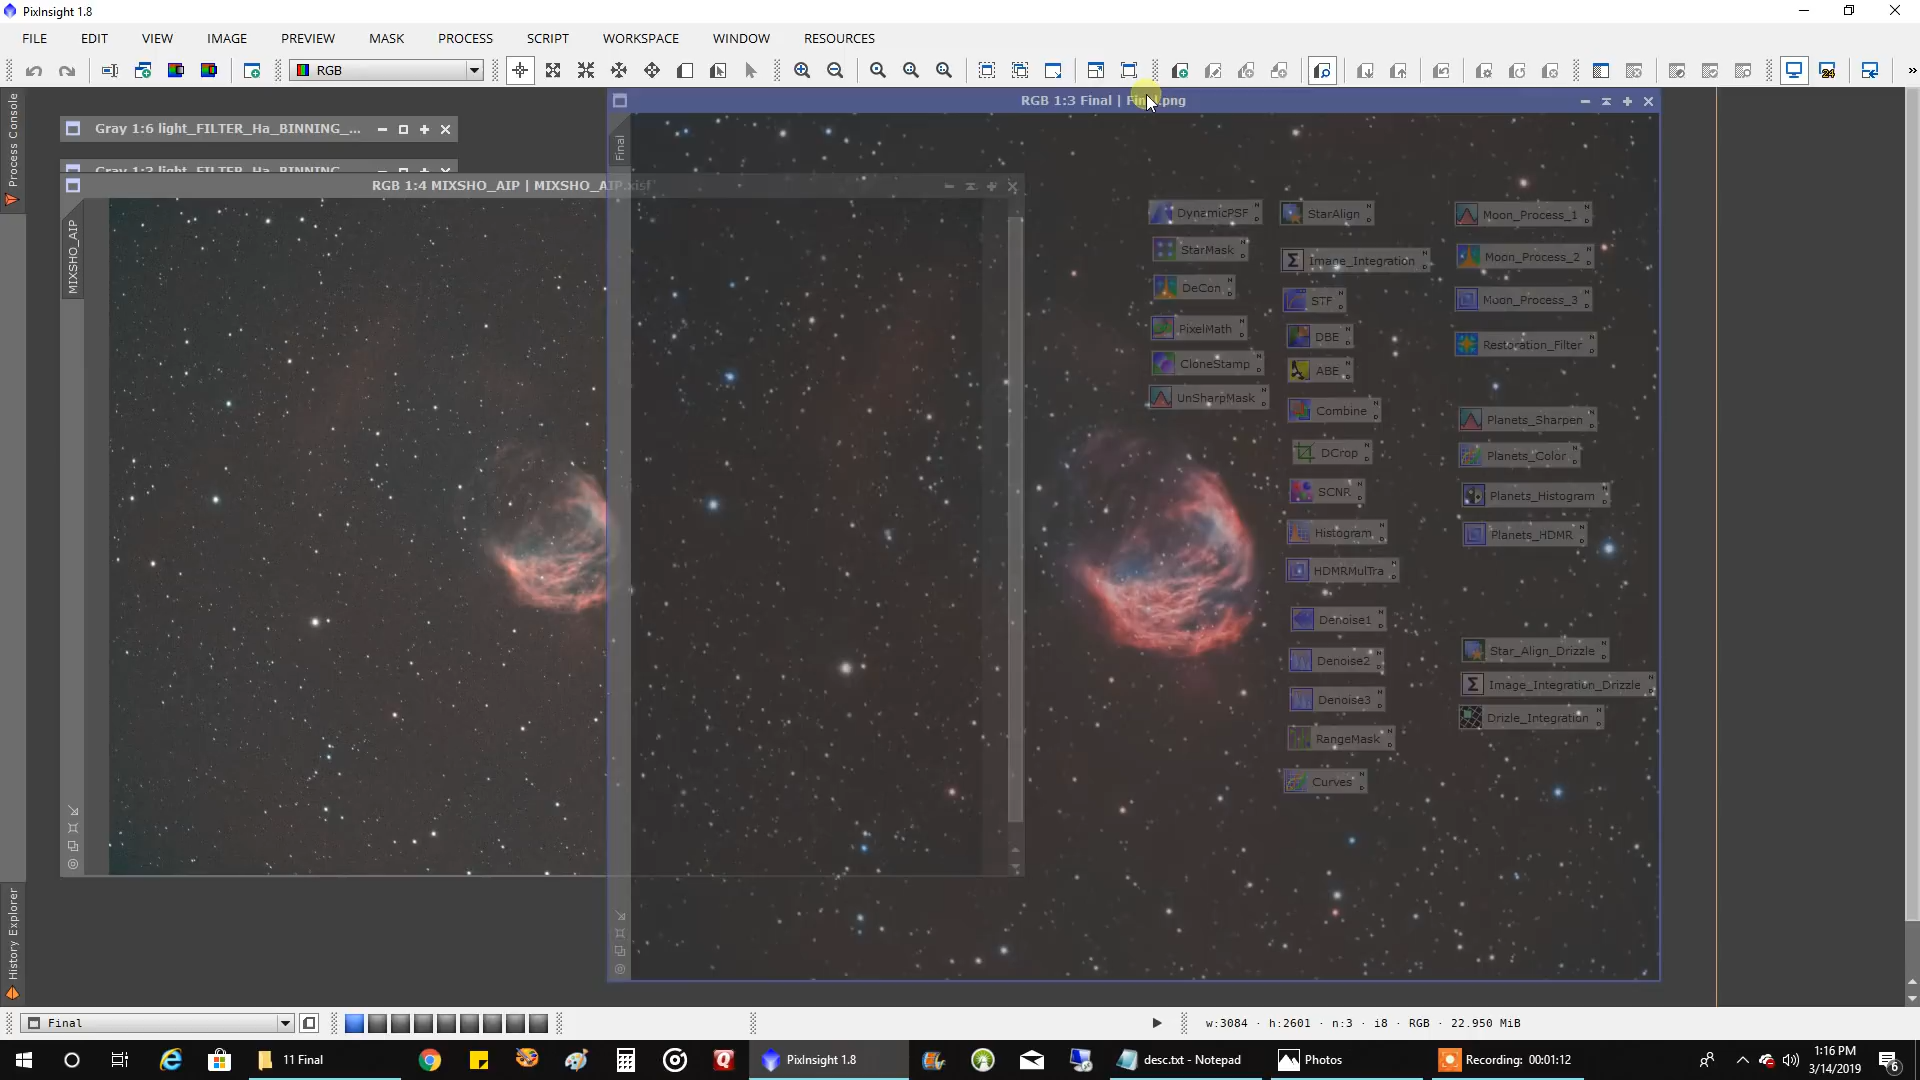 PixInsight 1.8
FILE EDIT VIEW IMAGE PREVIEW MASK PROCESS SCRIPT WORKSPACE WINDOW RESOURCES
RGB
24
Process Console
Gray 1:6 light_FILTER_Ha_BINNING_...
RGB 1:3 Final | Final.png
Final
RGB 1:4 MIXSHO_AIP | MIXSHO_AIP.xisf
MIXSHO_AIP
DynamicPSF StarAlign Moon_Process_1
StarMask Image_Integration Moon_Process_2
DeCon STF Moon_Process_3
PixelMath DBE Restoration_Filter
CloneStamp ABE
UnSharpMask Combine Planets_Sharpen
DCrop Planets_Color
SCNR Planets_Histogram
Histogram Planets_HDMR
HDMRMulTra
Denoise1
Denoise2 Star_Align_Drizzle
Denoise3 Image_Integration_Drizzle
RangeMask Drizle_Integration
Curves
History Explorer
Final
w:3084 · h:2601 · n:3 · i8 · RGB · 22.950 MiB
11 Final
PixInsight 1.8
desc.txt - Notepad
Photos
Recording: 00:01:12
1:16 PM
3/14/2019
6